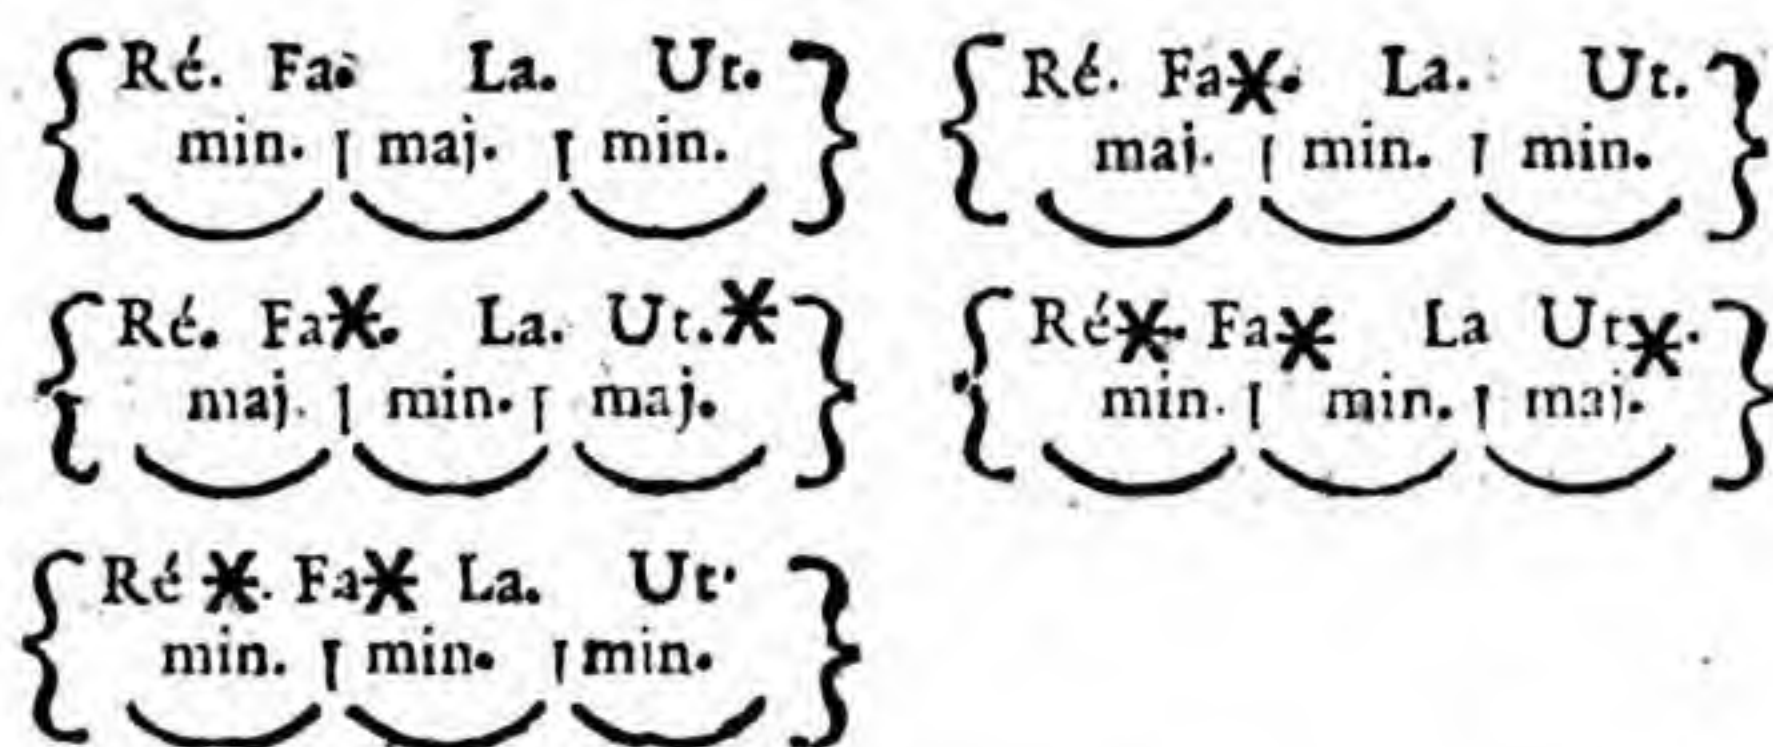 Ré. Fa. La. Ut.
min. maj. min.
Ré. Fa⚹. La. Ut.
maj. min. min.
Ré. Fa⚹. La. Ut.⚹
maj. min. maj.
Ré⚹. Fa⚹ La Ut⚹.
min. min. maj.
Ré ⚹. Fa⚹ La. Ut.
min. min. min.